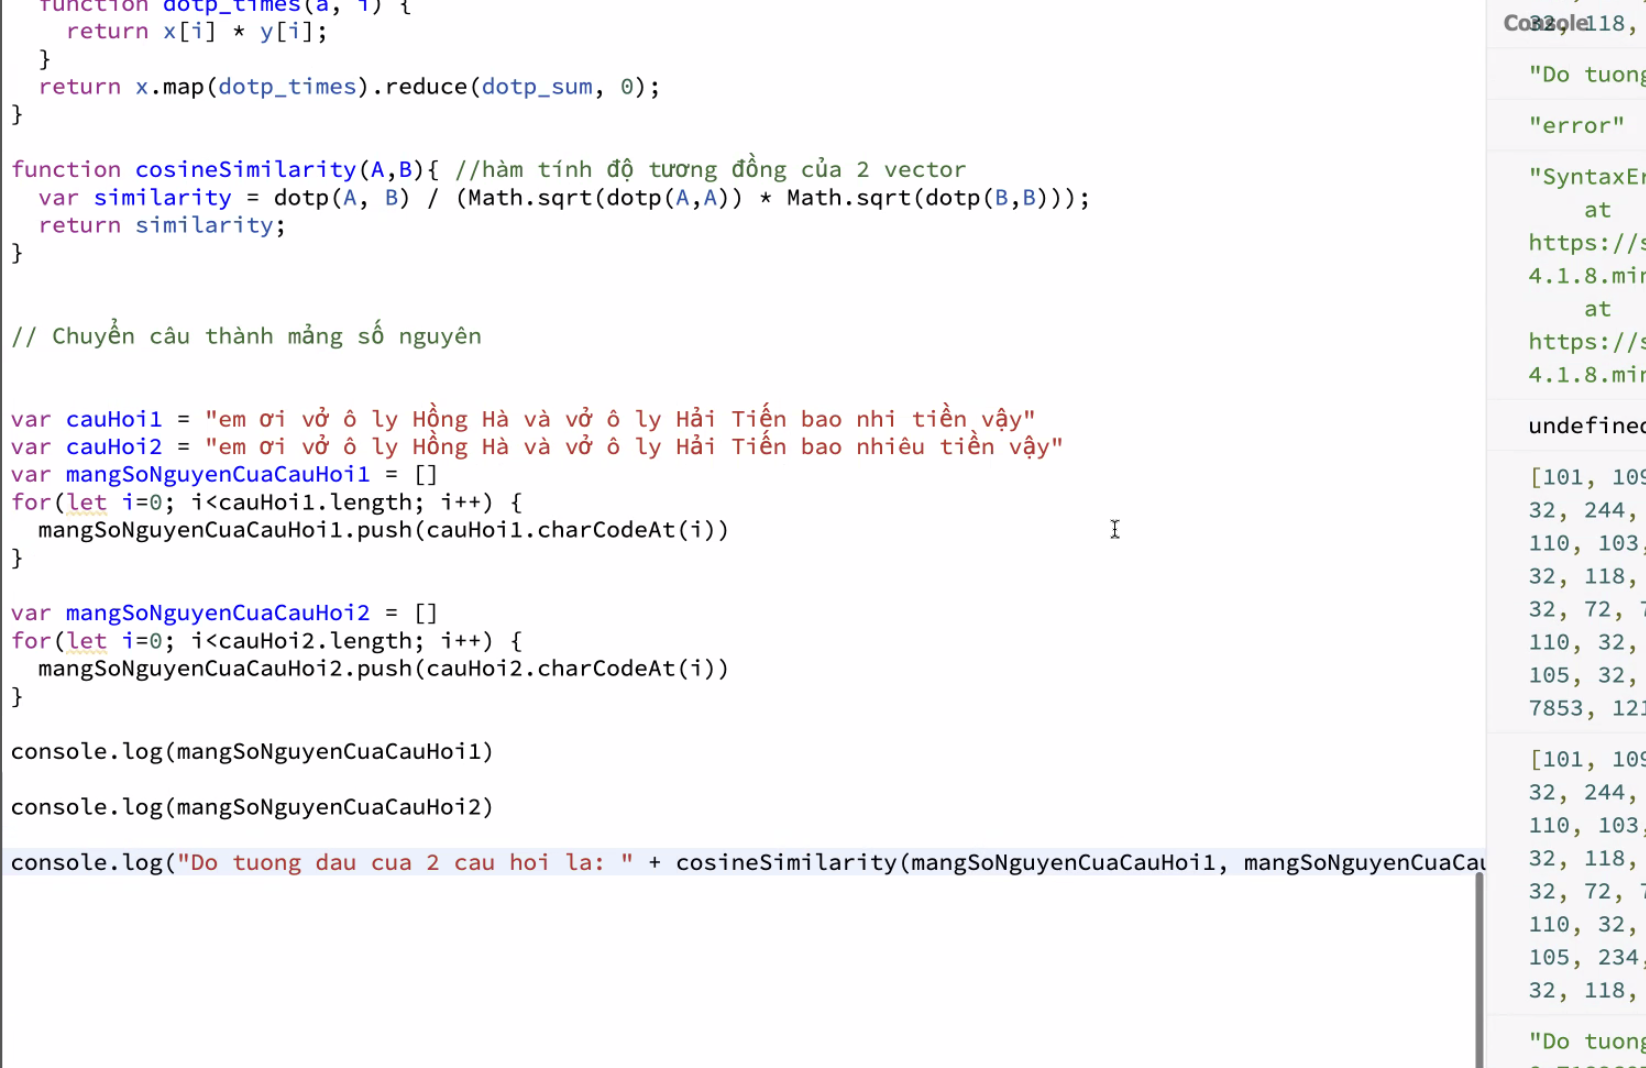 function dotp_times(a, i) {
return x[i] * y[i];
}
return x.map(dotp_times).reduce(dotp_sum, 0);
}
function cosineSimilarity(A,B){ //hàm tính độ tương đồng của 2 vector
var similarity = dotp(A, B) / (Math.sqrt(dotp(A,A)) * Math.sqrt(dotp(B,B)));
return similarity;
}
// Chuyển câu thành mảng số nguyên
var cauHoi1 = "em ơi vở ô ly Hồng Hà và vở ô ly Hải Tiến bao nhi tiền vậy"
var cauHoi2 = "em ơi vở ô ly Hồng Hà và vở ô ly Hải Tiến bao nhiêu tiền vậy"
var mangSoNguyenCuaCauHoi1 = []
for(let i=0; i<cauHoi1.length; i++) {
mangSoNguyenCuaCauHoi1.push(cauHoi1.charCodeAt(i))
}
var mangSoNguyenCuaCauHoi2 = []
for(let i=0; i<cauHoi2.length; i++) {
mangSoNguyenCuaCauHoi2.push(cauHoi2.charCodeAt(i))
}
console.log(mangSoNguyenCuaCauHoi1)
console.log(mangSoNguyenCuaCauHoi2)
console.log("Do tuong dau cua 2 cau hoi la: " + cosineSimilarity(mangSoNguyenCuaCauHoi1, mangSoNguyenCuaCau
Console
32, 118,
"Do tuong
"error"
"SyntaxEr
at
https://s
4.1.8.min
at
https://s
4.1.8.min
undefined
[101, 109
32, 244,
110, 103,
32, 118,
32, 72, 7
110, 32,
105, 32,
7853, 121
[101, 109
32, 244,
110, 103,
32, 118,
32, 72, 7
110, 32,
105, 234,
32, 118,
"Do tuong